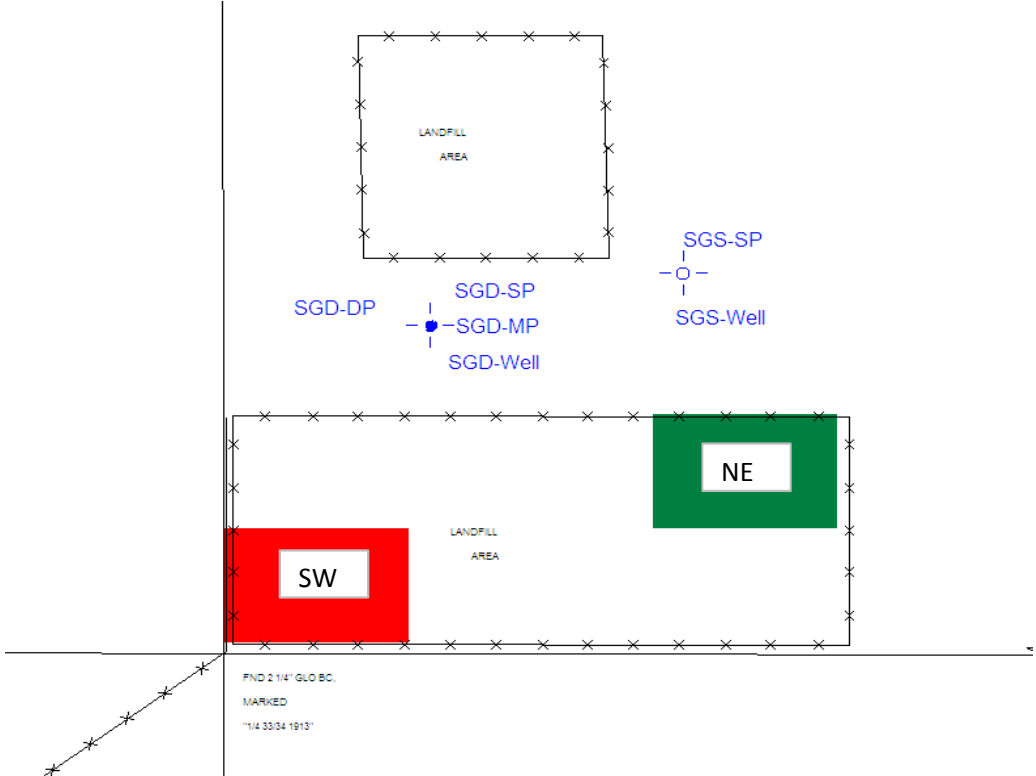 LANDFILL
AREA
SGS-SP
SGS-Well
SGD-SP
SGD-DP
SGD-MP
SGD-Well
NE
LANDFILL
AREA
SW
FND 2 1/4" GLO BC.
MARKED
"1/4 33/34 1913"